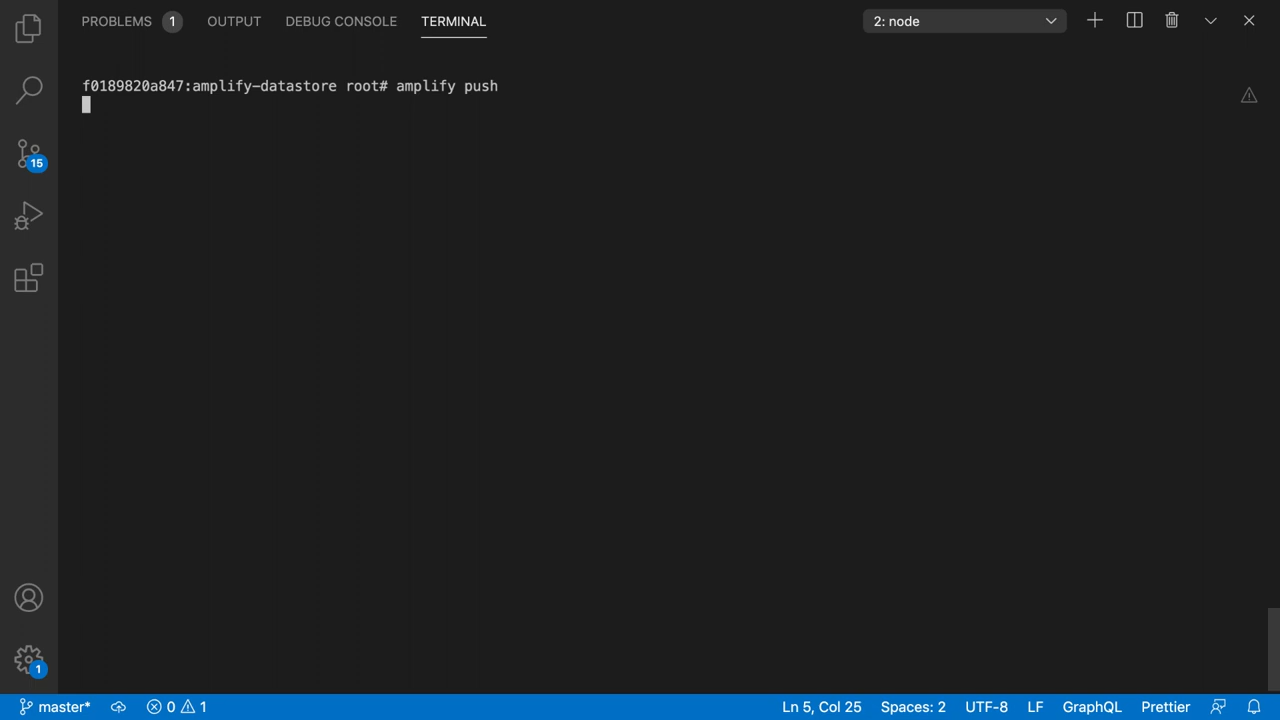 PROBLEMS 1 OUTPUT DEBUG CONSOLE TERMINAL 2: node
f0189820a847:amplify-datastore root# amplify push
15
1
master* 0 1 Ln 5, Col 25 Spaces: 2 UTF-8 LF GraphQL Prettier